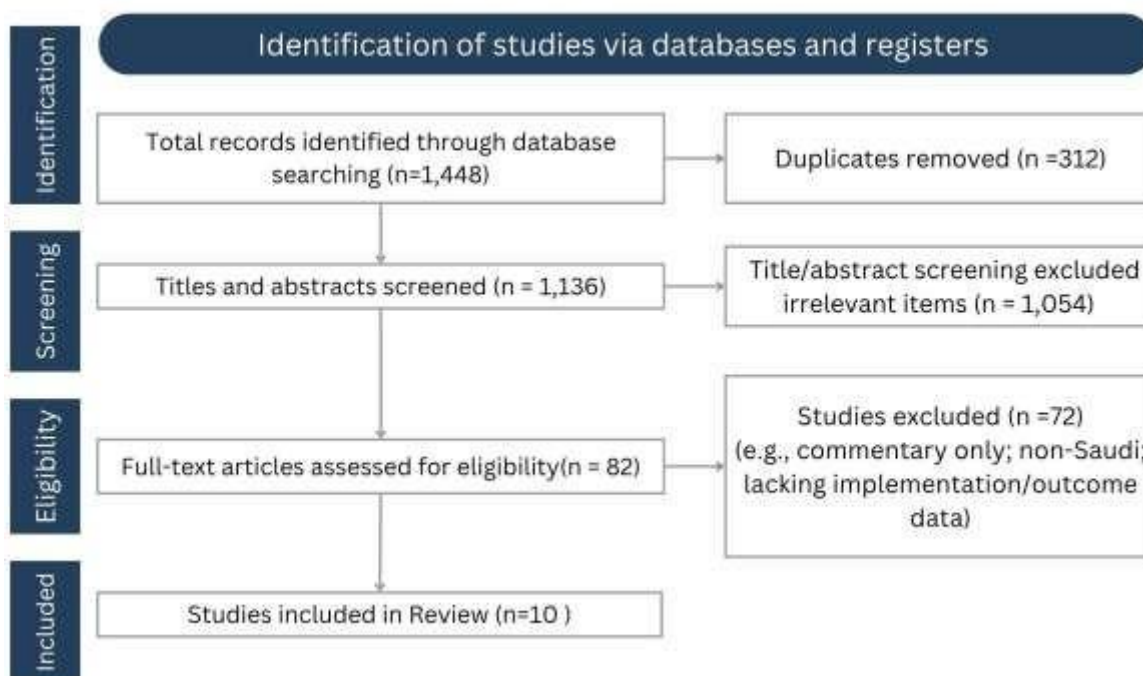 Identification of studies via databases and registers
Identification
Total records identified through database
searching (n=1,448)
Duplicates removed (n =312)
Screening
Titles and abstracts screened (n = 1,136)
Title/abstract screening excluded
irrelevant items (n = 1,054)
Eligibility
Full-text articles assessed for eligibility(n = 82)
Studies excluded (n =72)
(e.g., commentary only; non-Saudi;
lacking implementation/outcome
data)
Included
Studies included in Review (n=10 )